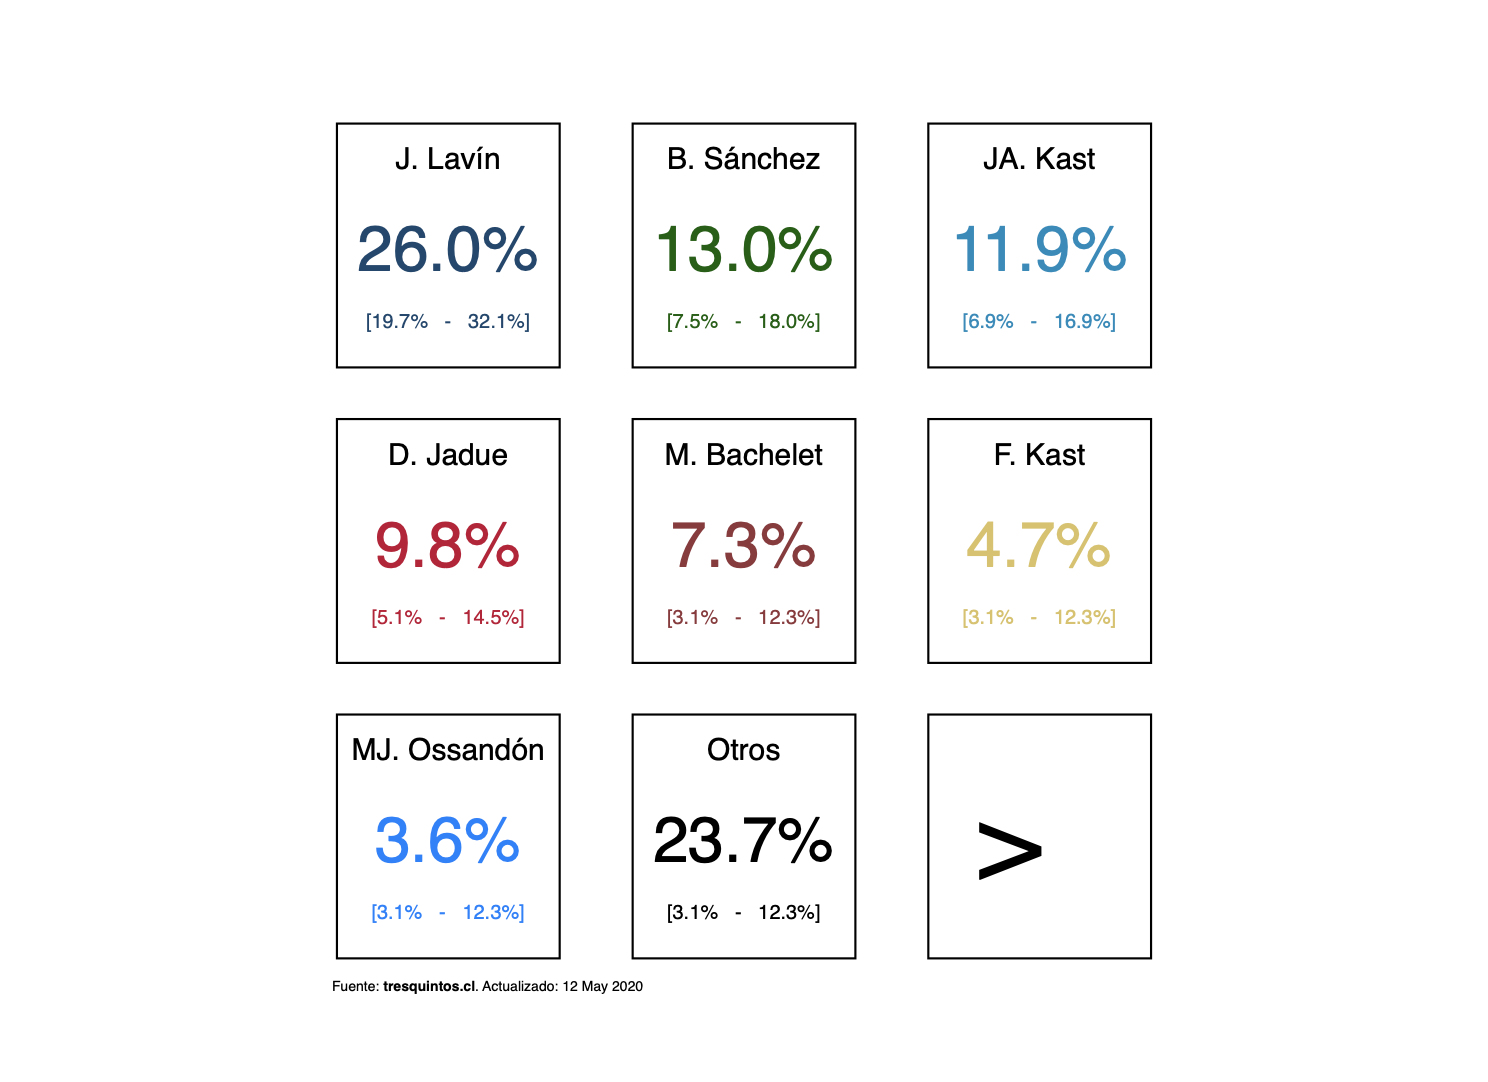 J. Lavín
26.0%
[19.7% - 32.1%]
B. Sánchez
13.0%
[7.5% - 18.0%]
JA. Kast
11.9%
[6.9% - 16.9%]
D. Jadue
9.8%
[5.1% - 14.5%]
M. Bachelet
7.3%
[3.1% - 12.3%]
F. Kast
4.7%
[3.1% - 12.3%]
MJ. Ossandón
3.6%
[3.1% - 12.3%]
Otros
23.7%
[3.1% - 12.3%]
>
Fuente: tresquintos.cl. Actualizado: 12 May 2020